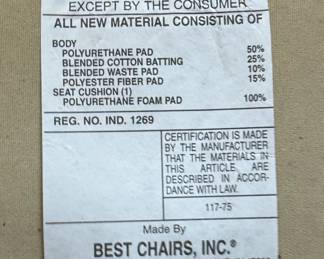 EXCEPT BY THE CONSUMER
ALL NEW MATERIAL CONSISTING OF
BODY
POLYURETHANE PAD 50%
BLENDED COTTON BATTING 25%
BLENDED WASTE PAD 10%
POLYESTER FIBER PAD 15%
SEAT CUSHION (1)
POLYURETHANE FOAM PAD 100%
REG. NO. IND. 1269
CERTIFICATION IS MADE
BY THE MANUFACTURER
THAT THE MATERIALS IN
THIS ARTICLE ARE
DESCRIBED IN ACCOR-
DANCE WITH LAW.
117-75
Made By
BEST CHAIRS, INC.®